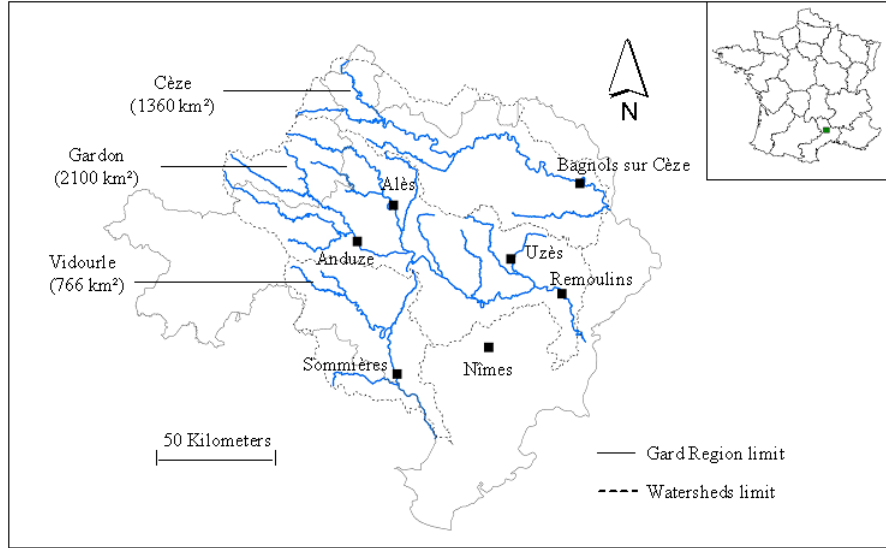 Cèze
(1360 km²)
N
Gardon
(2100 km²)
Bagnols sur Cèze
Alès
Vidourle
(766 km²)
Anduze
Uzès
Remoulins
Sommières
Nîmes
50 Kilometers
Gard Region limit
Watersheds limit